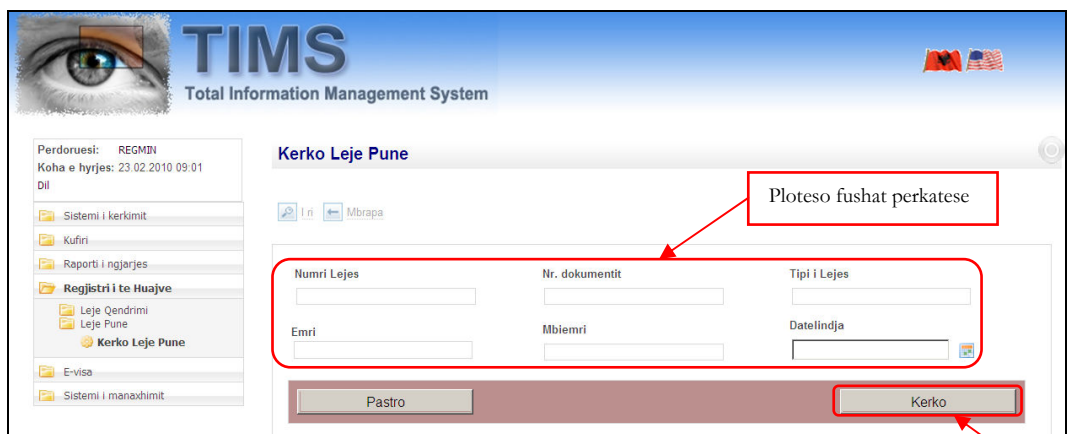 TIMS
Total Information Management System
Perdoruesi: REGMIN
Koha e hyrjes: 23.02.2010 09:01
Dil
Sistemi i kerkimit
Kufiri
Raporti i ngjarjes
Regjistri i te Huajve
Leje Qendrimi
Leje Pune
Kerko Leje Pune
E-visa
Sistemi i manaxhimit
Kerko Leje Pune
I ri Mbrapa
Ploteso fushat perkatese
Numri Lejes Nr. dokumentit Tipi i Lejes
Emri Mbiemri Datelindja
Pastro Kerko